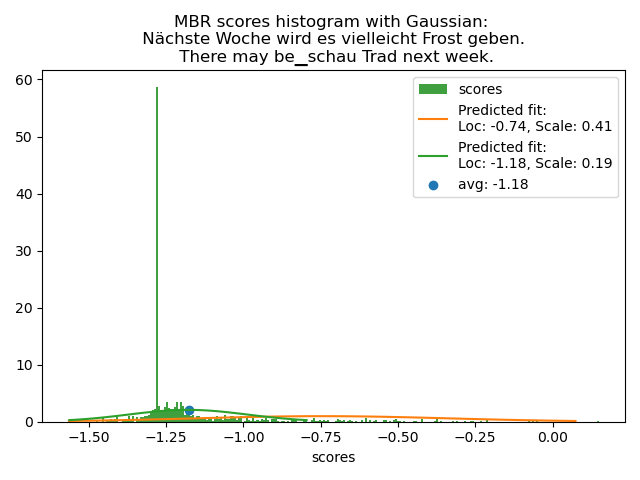 MBR scores histogram with Gaussian:
Nächste Woche wird es vielleicht Frost geben.
There may be▁schau Trad next week.
60
50
40
30
20
10
0
scores
Predicted fit:
Loc: -0.74, Scale: 0.41
Predicted fit:
Loc: -1.18, Scale: 0.19
avg: -1.18
−1.50 −1.25 −1.00 −0.75 −0.50 −0.25 0.00
scores